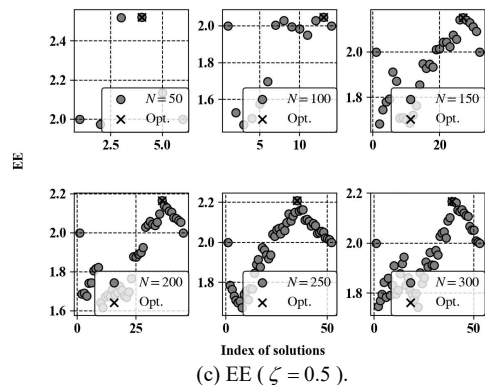 2.4
2.2
2.0
2.5
5.0
N = 50
Opt.
2.0
1.8
1.6
5
10
N = 100
Opt.
2.0
1.8
0
20
N = 150
Opt.
EE
2.2
2.0
1.8
1.6
0
25
N = 200
Opt.
2.2
2.0
1.8
1.6
0
50
N = 250
Opt.
2.2
2.0
1.8
0
50
N = 300
Opt.
Index of solutions
(c) EE ( ζ = 0.5 ).